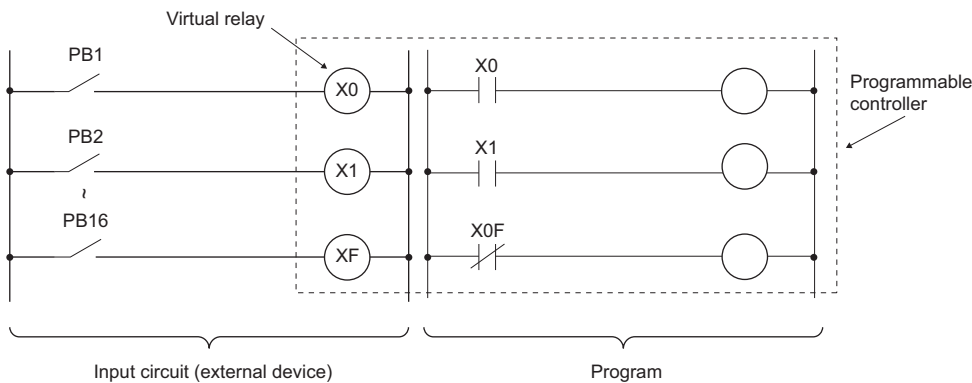 Virtual relay
PB1
X0
X0
Programmable
controller
PB2
X1
X1
~
PB16
XF
X0F
Input circuit (external device)
Program